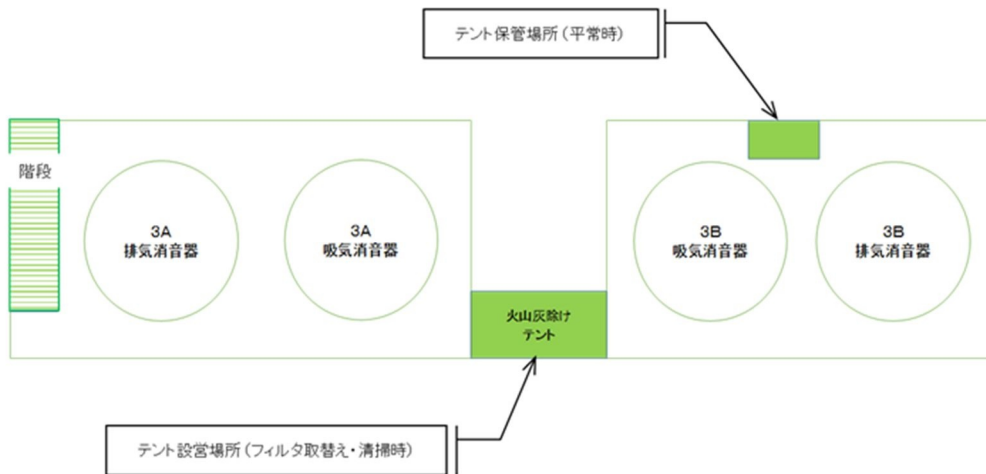 テント保管場所(平常時)
階段
3A
排気消音器
3A
吸気消音器
3B
吸気消音器
3B
排気消音器
火山灰除け
テント
テント設営場所(フィルタ取替え・清掃時)